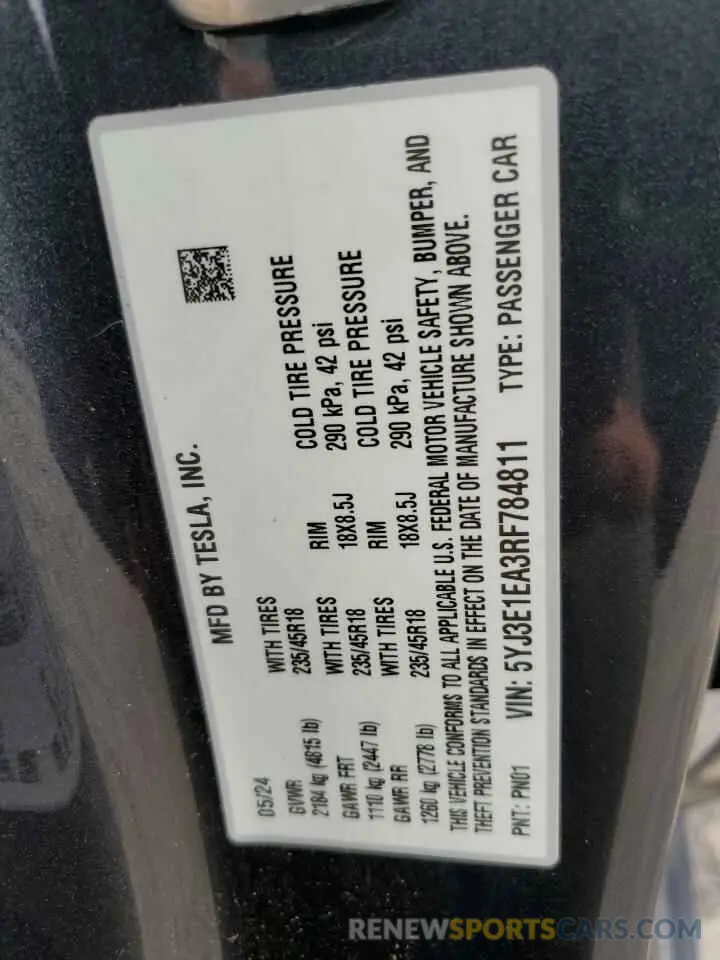 MFD BY TESLA, INC.
05/24
GVWR WITH TIRES RIM COLD TIRE PRESSURE
2184 kg (4815 lb) 235/45R18 18X8.5J 290 kPa, 42 psi
GAWR FRT WITH TIRES RIM COLD TIRE PRESSURE
1110 kg (2447 lb) 235/45R18 18X8.5J 290 kPa, 42 psi
GAWR RR WITH TIRES
1260 kg (2778 lb) 235/45R18
THIS VEHICLE CONFORMS TO ALL APPLICABLE U.S. FEDERAL MOTOR VEHICLE SAFETY, BUMPER, AND
THEFT PREVENTION STANDARDS IN EFFECT ON THE DATE OF MANUFACTURE SHOWN ABOVE.
PNT: PN01 VIN: 5YJ3E1EA3RF784811 TYPE: PASSENGER CAR
RENEWSPORTSCARS.COM